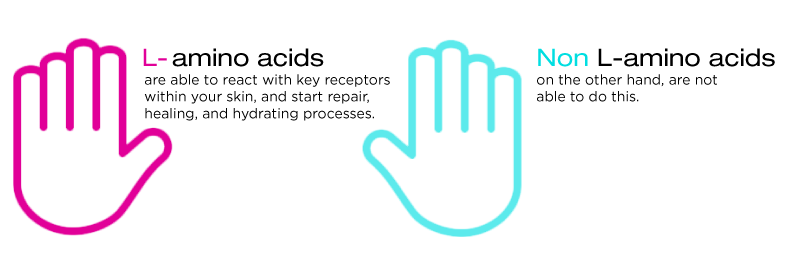 L- amino acids
are able to react with key receptors
within your skin, and start repair,
healing, and hydrating processes.
Non L-amino acids
on the other hand, are not
able to do this.